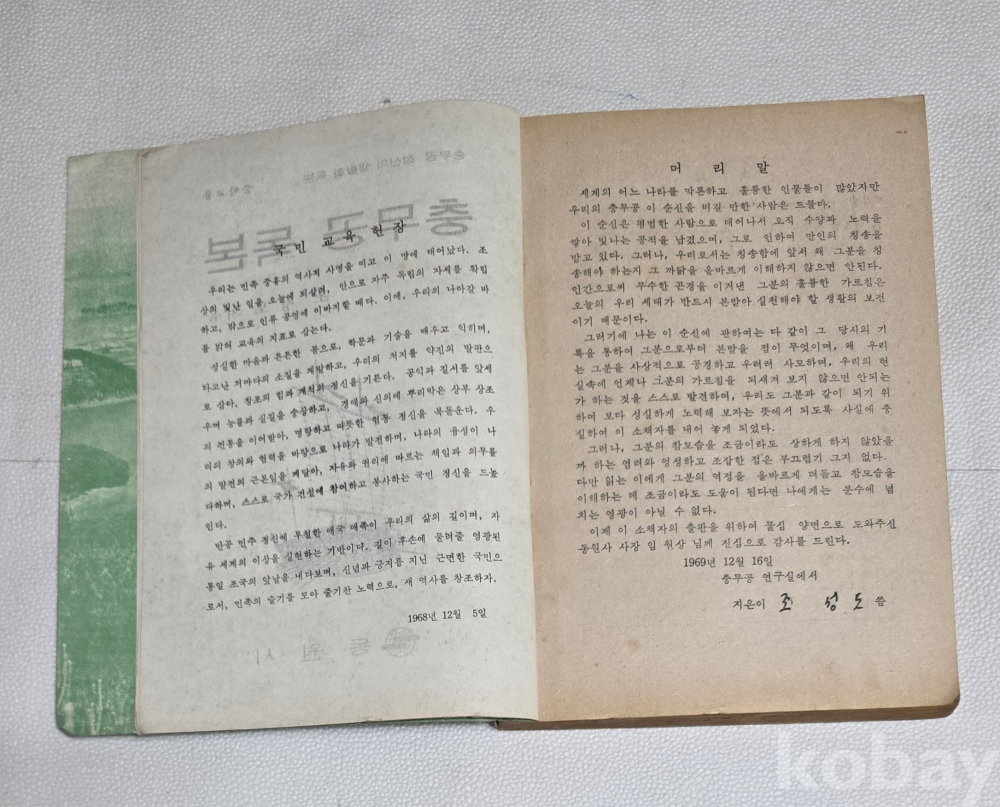 국 민 교 육 헌 장
우리는 민족 중흥의 역사적 사명을 띠고 이 땅에 태어났다. 조
상의 빛난 얼을 오늘에 되살려, 안으로 자주 독립의 자세를 확립
하고, 밖으로 인류 공영에 이바지할 때다. 이에, 우리의 나아갈 바
를 밝혀 교육의 지표로 삼는다.
성실한 마음과 튼튼한 몸으로, 학문과 기술을 배우고 익히며,
타고난 저마다의 소질을 계발하고, 우리의 처지를 약진의 발판으
로 삼아, 창조의 힘과 개척의 정신을 기른다. 공익과 질서를 앞세
우며 능률과 실질을 숭상하고, 경애와 신의에 뿌리박은 상부 상조
의 전통을 이어받아, 명랑하고 따뜻한 협동 정신을 북돋운다. 우
리의 창의와 협력을 바탕으로 나라가 발전하며, 나라의 융성이 나
의 발전의 근본임을 깨달아, 자유와 권리에 따르는 책임과 의무를
다하며, 스스로 국가 건설에 참여하고 봉사하는 국민 정신을 드높
인다.
반공 민주 정신에 투철한 애국 애족이 우리의 삶의 길이며, 자
유 세계의 이상을 실현하는 기반이다. 길이 후손에 물려줄 영광된
통일 조국의 앞날을 내다보며, 신념과 긍지를 지닌 근면한 국민으
로서, 민족의 슬기를 모아 줄기찬 노력으로, 새 역사를 창조하자.
1968년 12월 5일
충무공 독본
동 원 사
머 리 말
세계의 어느 나라를 막론하고 훌륭한 인물들이 많았지만
우리의 충무공 이 순신을 비길 만한 사람은 드물다.
이 순신은 평범한 사람으로 태어나서 오직 수양과 노력을
쌓아 빛나는 공적을 남겼으며, 그로 인하여 만인의 칭송을
받고 있다. 그러나, 우리로서는 칭송함에 앞서 왜 그분을 칭
송해야 하는지 그 까닭을 올바르게 이해하지 않으면 안된다.
인간으로써 무수한 곤경을 이겨낸 그분의 훌륭한 가르침은
오늘의 우리 세대가 반드시 본받아 실천해야 할 생활의 보전
이기 때문이다.
그러기에 나는 이 순신에 관하여는 다 같이 그 당시의 기
록을 통하여 그분으로부터 본받을 점이 무엇이며, 왜 우리
는 그분을 사상적으로 공경하고 우러러 사모하며, 우리의 현
실속에 언제나 그분의 가르침을 되새겨 보지 않으면 안되는
가 하는 것을 스스로 발견하여, 우리도 그분과 같이 되기 위
하여 보다 성실하게 노력해 보자는 뜻에서 되도록 사실에 충
실하여 이 소책자를 내어 놓게 되었다.
그러나, 그분의 참모습을 조금이라도 상하게 하지 않았을
까 하는 염려와 엉성하고 조잡한 점은 부끄럽기 그지 없다.
다만 읽는 이에게 그분의 역정을 올바르게 더듬고 참모습을
이해하는 데 조금이라도 도움이 된다면 나에게는 분수에 넘
치는 영광이 아닐 수 없다.
이제 이 소책자의 출판을 위하여 물심 양면으로 도와주신
동원사 사장 임 원상 님께 진심으로 감사를 드린다.
1969년 12월 16일
충무공 연구실에서
지은이 조 성 도 씀
kobay